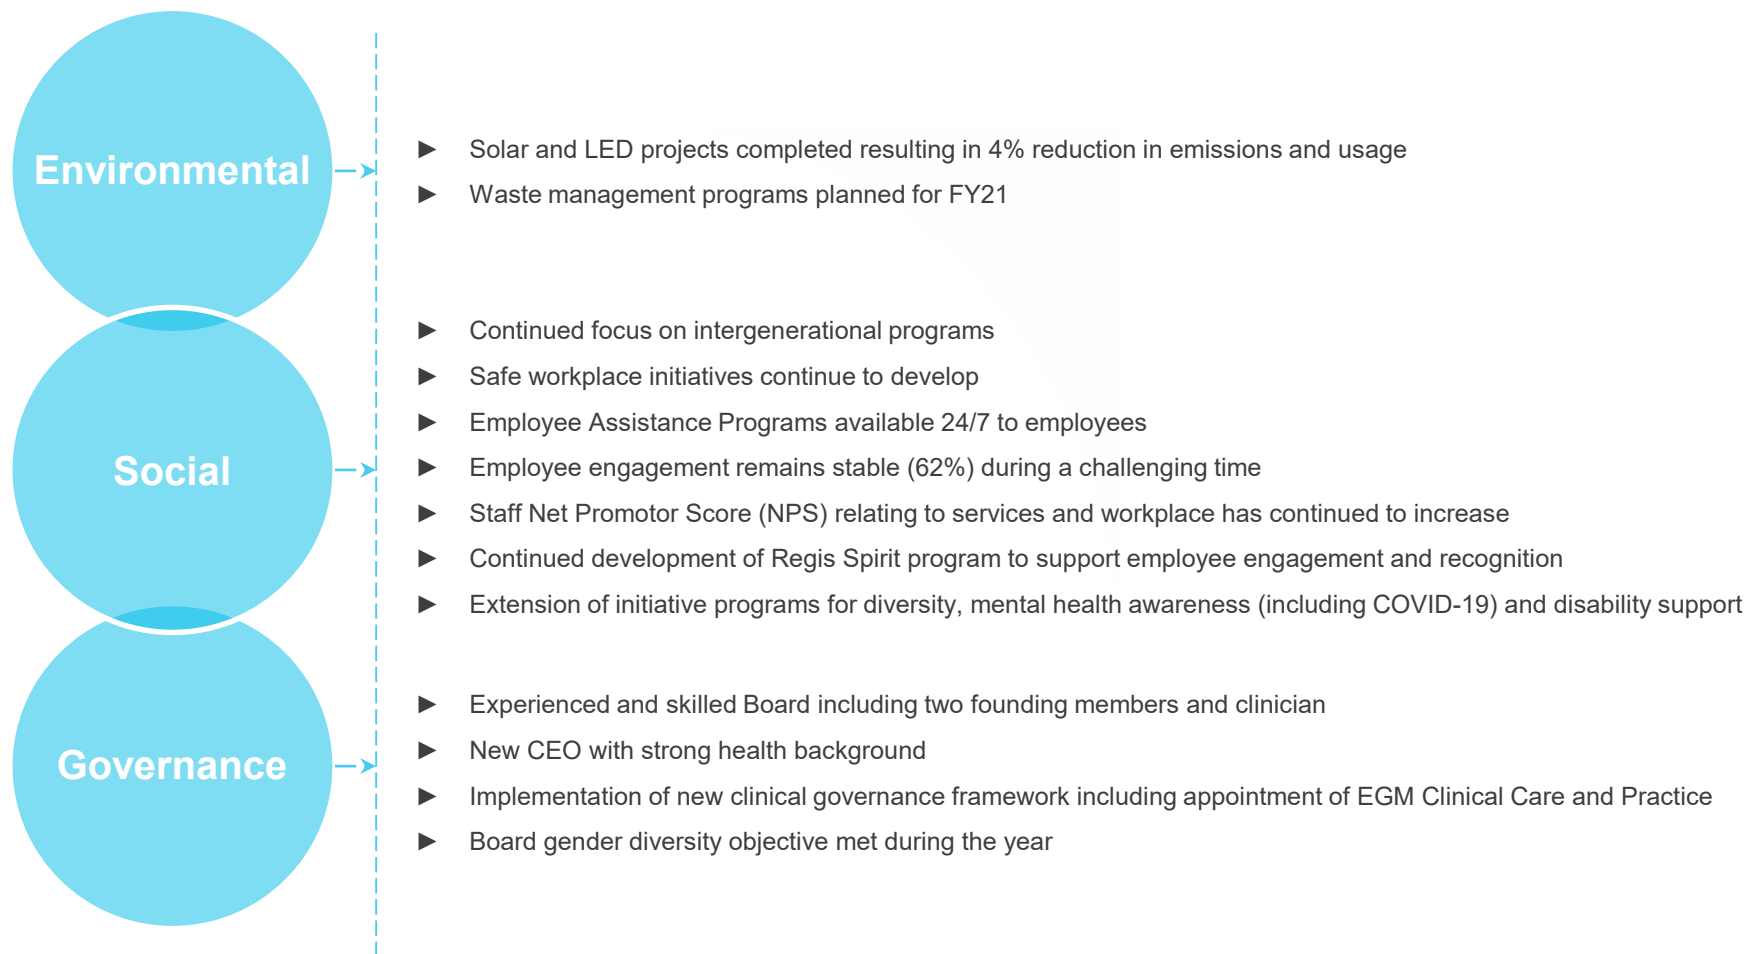 Environmental
► Solar and LED projects completed resulting in 4% reduction in emissions and usage
► Waste management programs planned for FY21
Social
► Continued focus on intergenerational programs
► Safe workplace initiatives continue to develop
► Employee Assistance Programs available 24/7 to employees
► Employee engagement remains stable (62%) during a challenging time
► Staff Net Promotor Score (NPS) relating to services and workplace has continued to increase
► Continued development of Regis Spirit program to support employee engagement and recognition
► Extension of initiative programs for diversity, mental health awareness (including COVID-19) and disability support
Governance
► Experienced and skilled Board including two founding members and clinician
► New CEO with strong health background
► Implementation of new clinical governance framework including appointment of EGM Clinical Care and Practice
► Board gender diversity objective met during the year